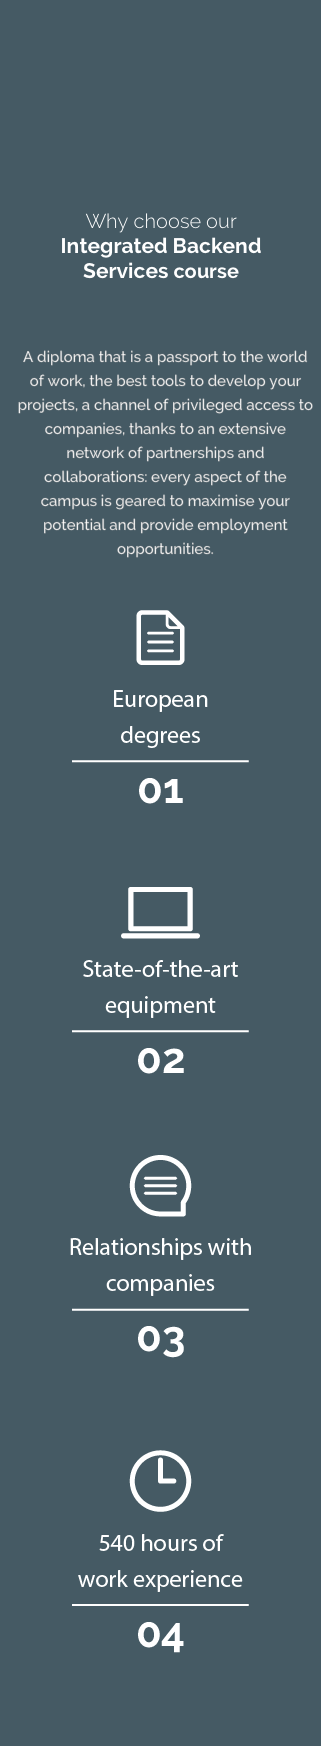 Why choose our
Integrated Backend
Services course
A diploma that is a passport to the world
of work, the best tools to develop your
projects, a channel of privileged access to
companies, thanks to an extensive
network of partnerships and
collaborations: every aspect of the
campus is geared to maximise your
potential and provide employment
opportunities.
European
degrees
01
State-of-the-art
equipment
02
Relationships with
companies
03
540 hours of
work experience
04